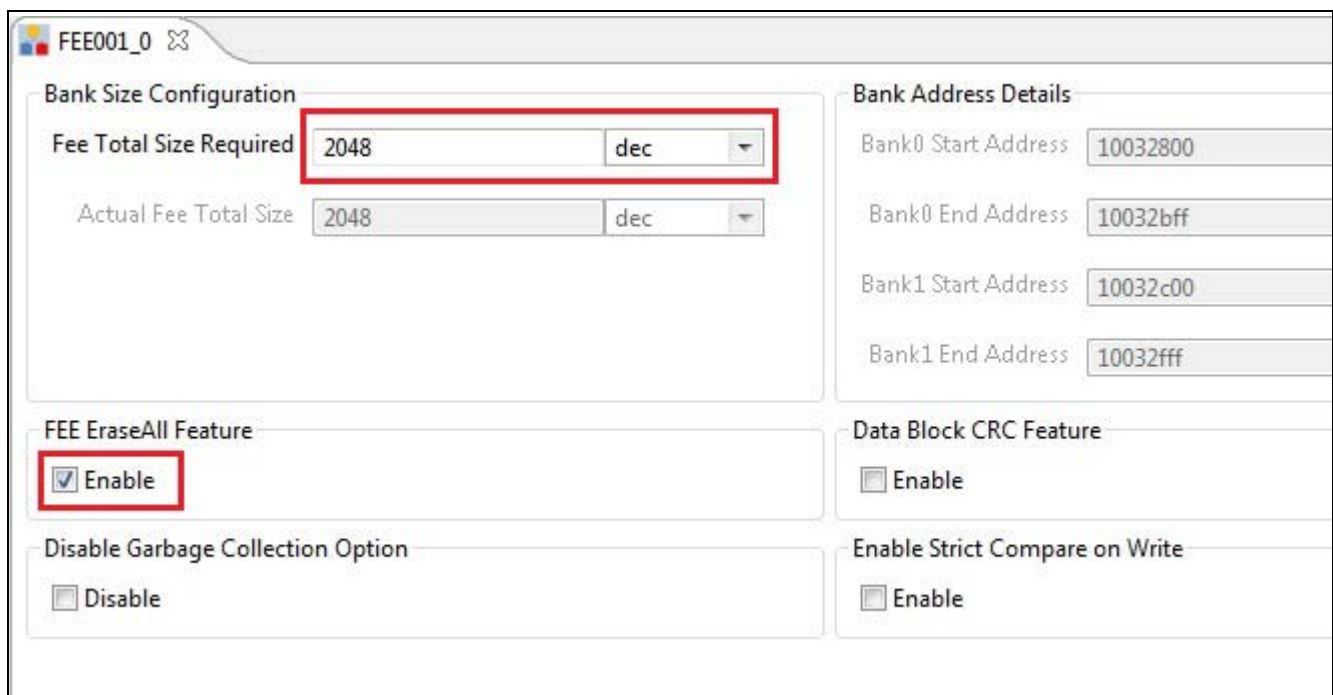 FEE001_0
Bank Size Configuration
Fee Total Size Required 2048 dec
Actual Fee Total Size 2048 dec
Bank Address Details
Bank0 Start Address 10032800
Bank0 End Address 10032bff
Bank1 Start Address 10032c00
Bank1 End Address 10032fff
FEE EraseAll Feature
Enable
Data Block CRC Feature
Enable
Disable Garbage Collection Option
Disable
Enable Strict Compare on Write
Enable